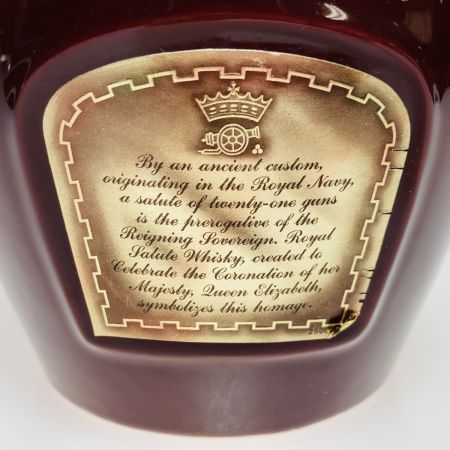 By an ancient custom,
originating in the Royal Navy,
a salute of twenty-one guns
is the prerogative of the
Reigning Sovereign. Royal
Salute Whisky, created to
Celebrate the Coronation of her
Majesty, Queen Elizabeth,
symbolizes this homage.